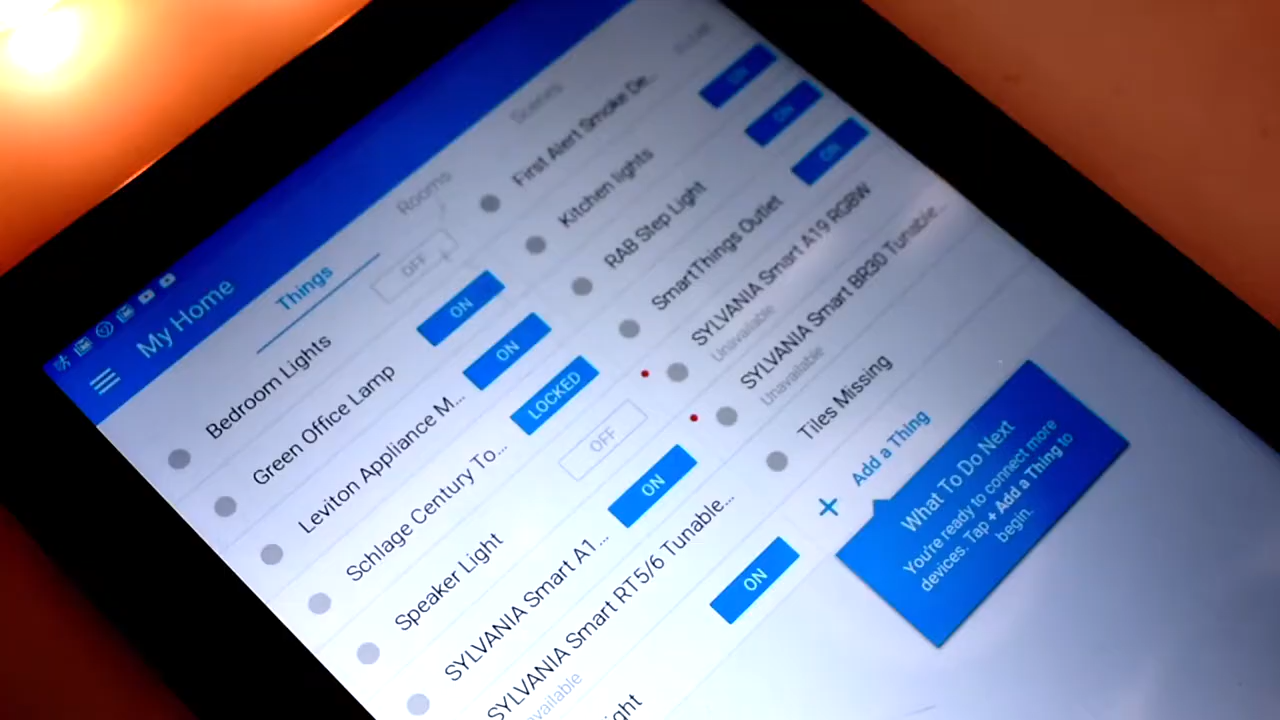 My Home
Things
Rooms
Scenes
Bedroom Lights OFF
Green Office Lamp ON
Leviton Appliance M... ON
Schlage Century To... LOCKED
Speaker Light OFF
SYLVANIA Smart A1... ON
SYLVANIA Smart RT5/6 Tunable...
ON
First Alert Smoke De...
Kitchen lights ON
RAB Step Light ON
SmartThings Outlet ON
SYLVANIA Smart A19 RGBW
Unavailable
SYLVANIA Smart BR30 Tunable...
Unavailable
Tiles Missing
+ Add a Thing
What To Do Next
You're ready to connect more
devices. Tap + Add a Thing to
begin.